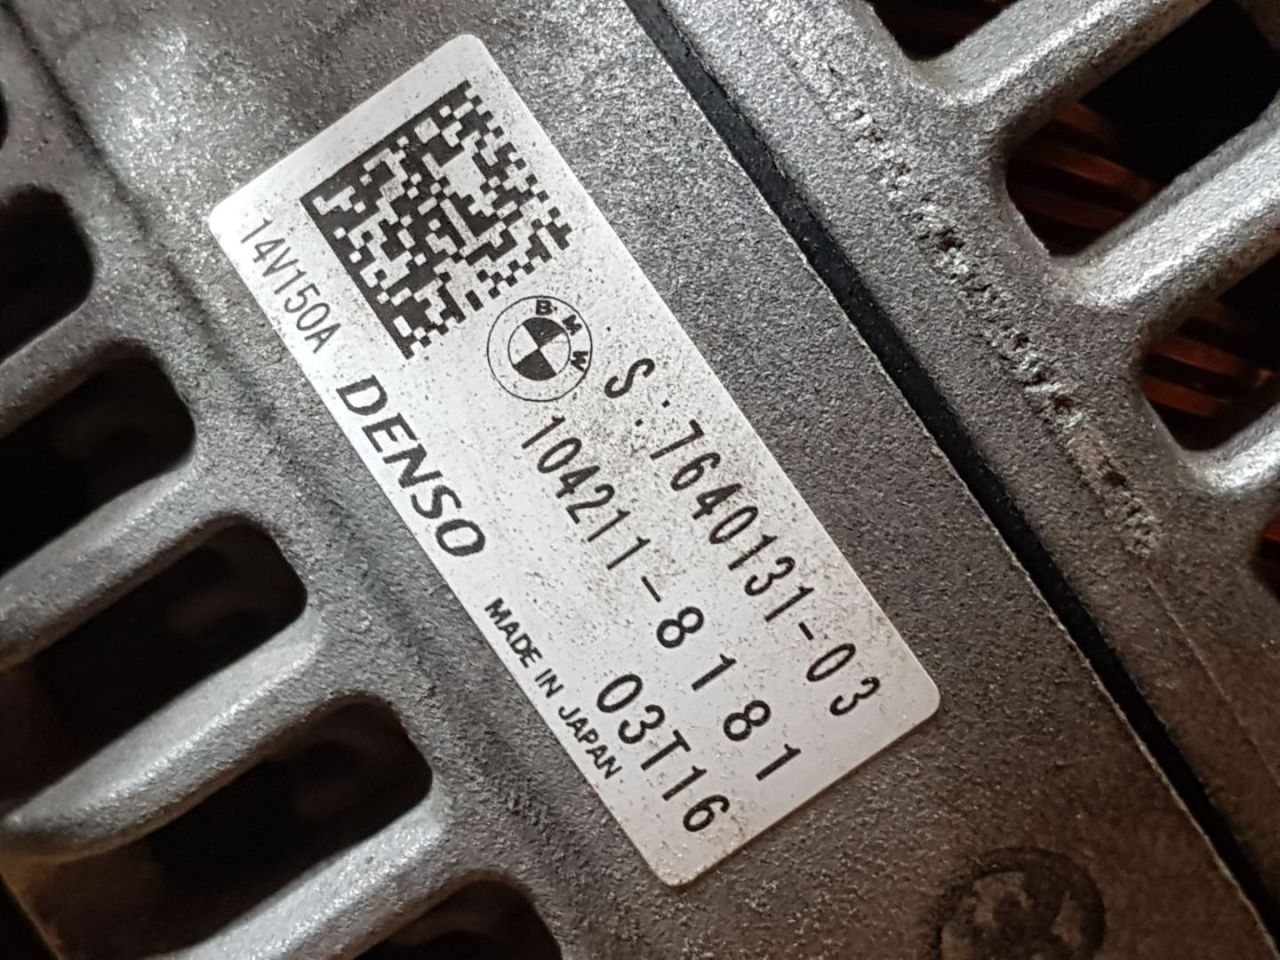 BMW
S:7640131-03
104211-8181
03T16
14V150A
DENSO
MADE IN JAPAN